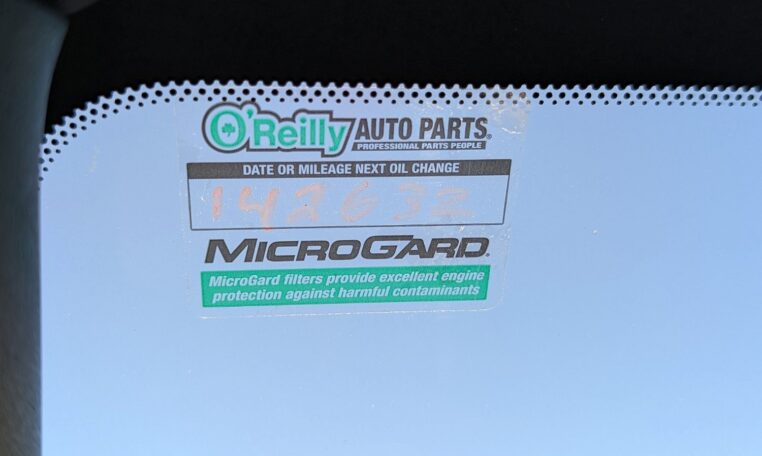 O'Reilly AUTO PARTS®
PROFESSIONAL PARTS PEOPLE
DATE OR MILEAGE NEXT OIL CHANGE
142632
MICROGARD®
MicroGard filters provide excellent engine
protection against harmful contaminants